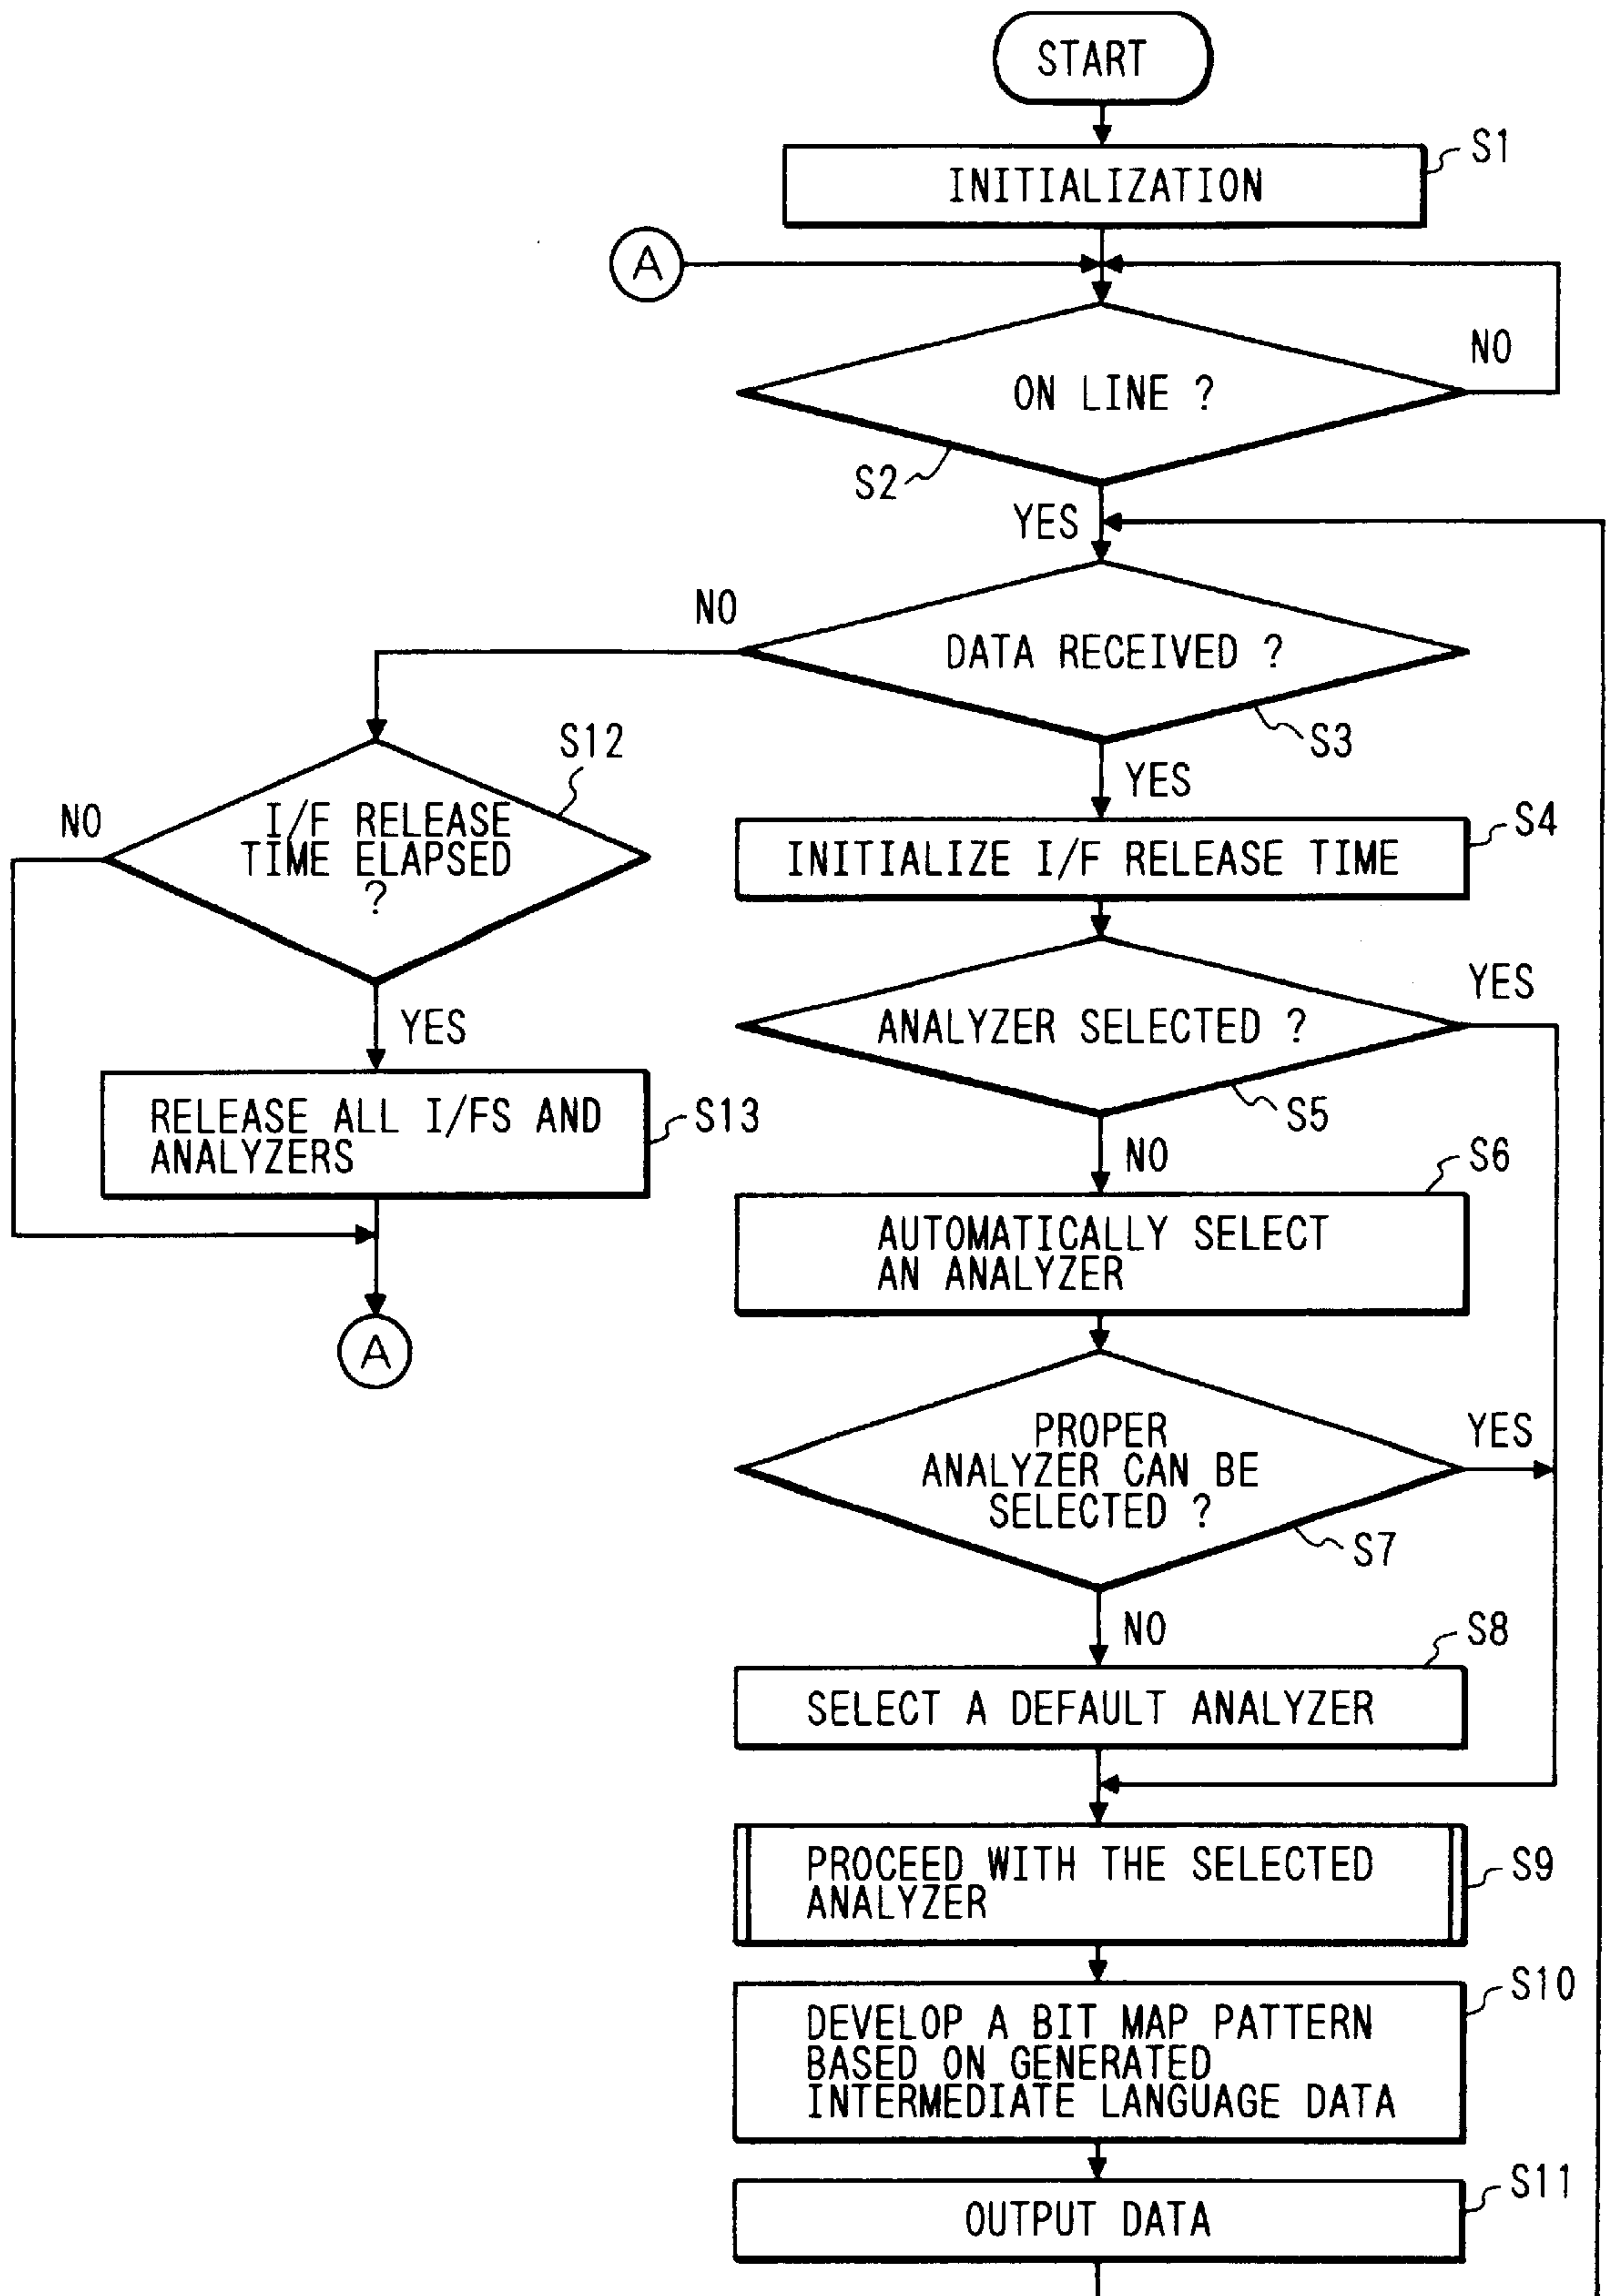 START
S1
INITIALIZATION
A
NO
ON LINE ?
S2
YES
NO
DATA RECEIVED ?
S3
S12
YES
NO
I/F RELEASE
TIME ELAPSED
?
S4
INITIALIZE I/F RELEASE TIME
YES
YES
ANALYZER SELECTED ?
S5
RELEASE ALL I/FS AND
ANALYZERS
S13
NO
S6
AUTOMATICALLY SELECT
AN ANALYZER
A
PROPER
ANALYZER CAN BE
SELECTED ?
YES
S7
NO
S8
SELECT A DEFAULT ANALYZER
PROCEED WITH THE SELECTED
ANALYZER
S9
S10
DEVELOP A BIT MAP PATTERN
BASED ON GENERATED
INTERMEDIATE LANGUAGE DATA
S11
OUTPUT DATA